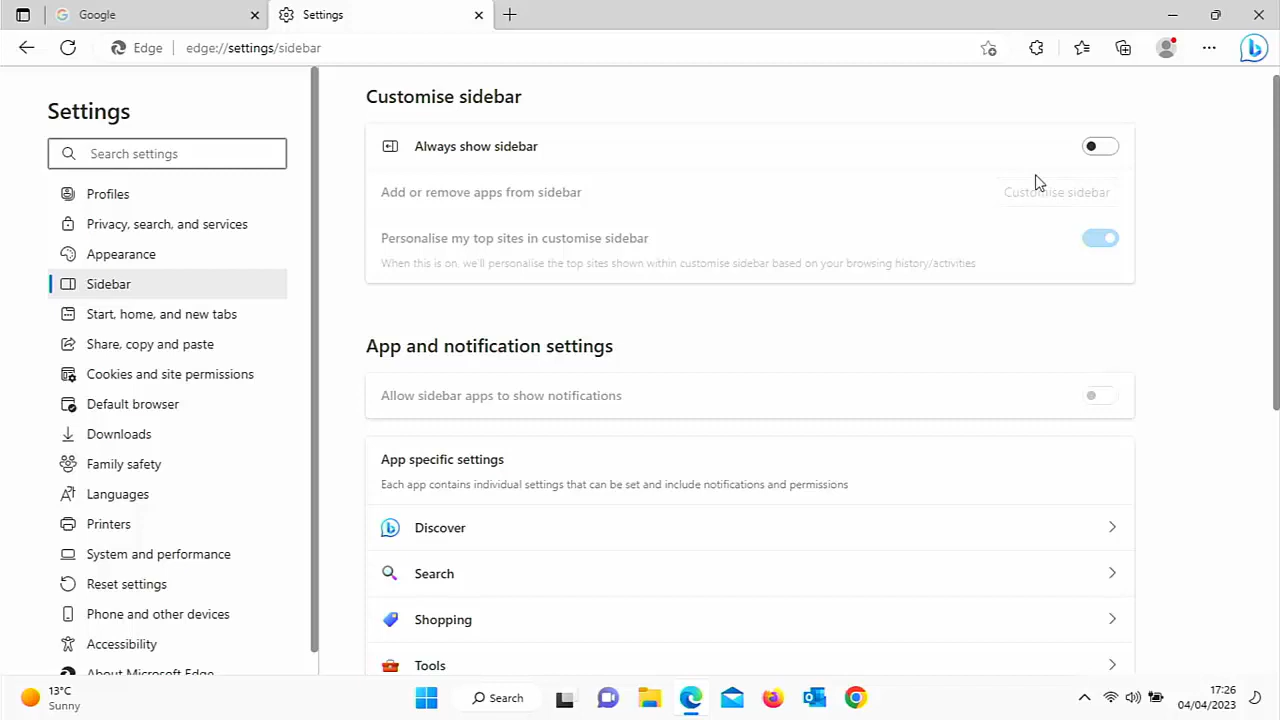 Google
Settings
Edge
edge://settings/sidebar
Settings
Search settings
Profiles
Privacy, search, and services
Appearance
Sidebar
Start, home, and new tabs
Share, copy and paste
Cookies and site permissions
Default browser
Downloads
Family safety
Languages
Printers
System and performance
Reset settings
Phone and other devices
Accessibility
About Microsoft Edge
Customise sidebar
Always show sidebar
Add or remove apps from sidebar
Customise sidebar
Personalise my top sites in customise sidebar
When this is on, we'll personalise the top sites shown within customise sidebar based on your browsing history/activities
App and notification settings
Allow sidebar apps to show notifications
App specific settings
Each app contains individual settings that can be set and include notifications and permissions
Discover
Search
Shopping
Tools
13°C
Sunny
Search
17:26
04/04/2023